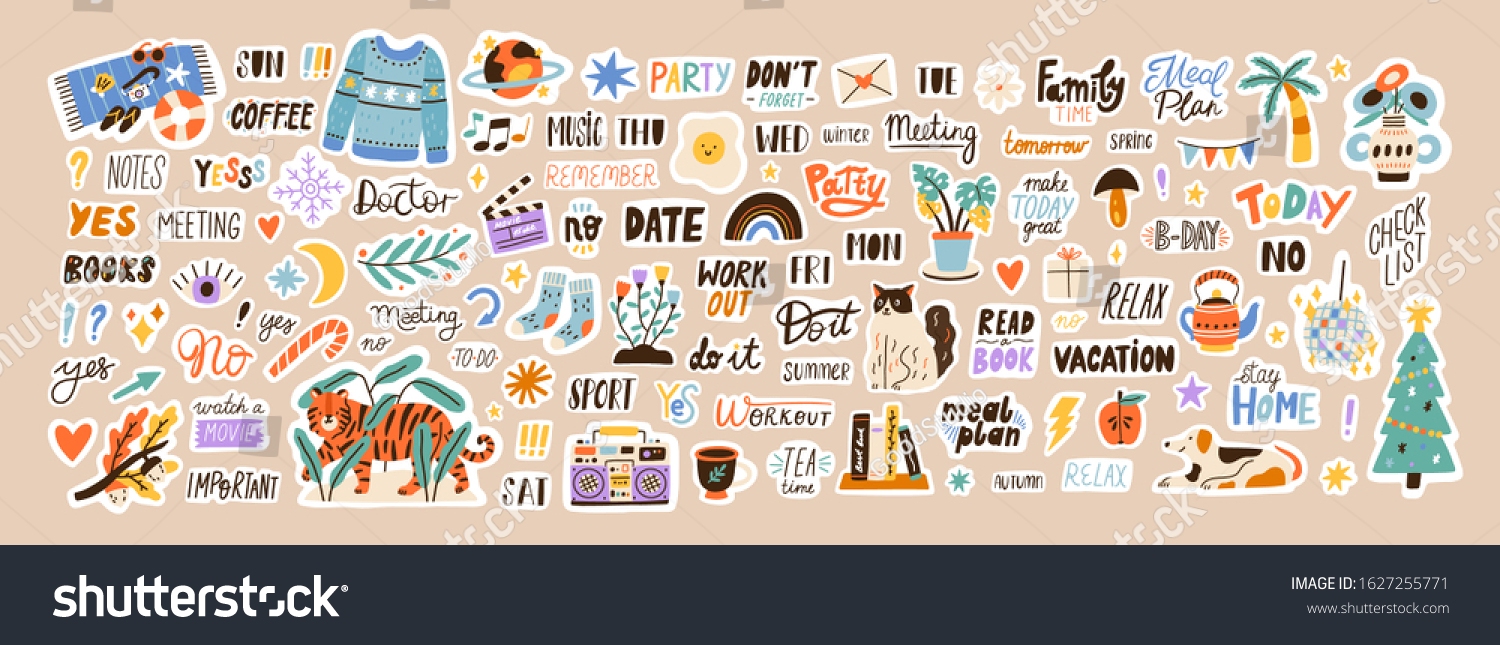 SUN
!!!
COFFEE
? NOTES
YESSS
YES
MEETING
Doctor
BOOKS
! ?
!
yes
no
Meeting
yes
No
-TO-DO-
watch a
MOVIE
IMPORTANT
PARTY
DON'T
- FORGET -
TUE
Family
TIME
Meal
Plan
MUSIC
THU
WED
WINTER
Meeting
tomorrow
SPRING
REMEMBER
Party
make
TODAY
great
!
TODAY
MOVIE
no
DATE
MON
B-DAY
NO
CHECK
LIST
WORK
OUT
FRI
RELAX
Do it
READ
a
BOOK
no
do it
SUMMER
VACATION
SPORT
YES
WORKOUT
meal
plan
stay
HOME
!
!!!
SAT
TEA
time
AUTUMN
RELAX
shutterstock
IMAGE ID: 1627255771
www.shutterstock.com